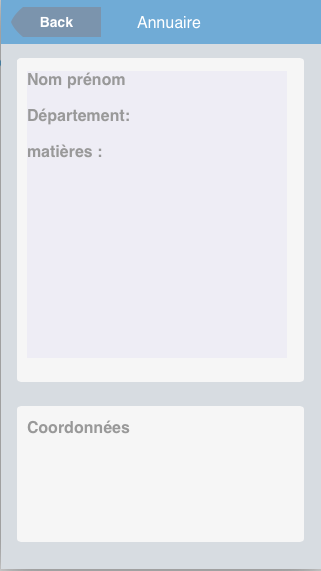 Back
Annuaire
Nom prénom
Département:
matières :
Coordonnées